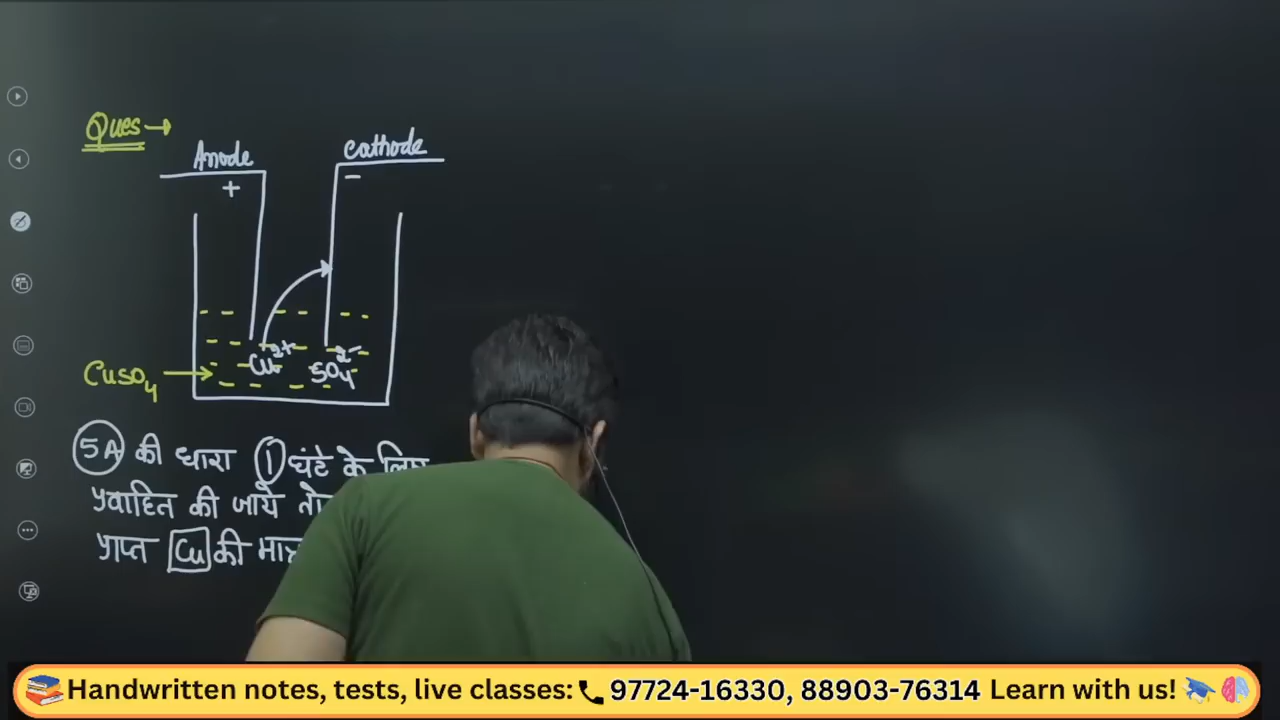 Ques →
Anode
Cathode
+
−
Cu²⁺ SO₄²⁻
CuSO₄ →
5A की धारा 1 घंटे के लिए
प्रवाहित की जाये
प्राप्त Cu की
Handwritten notes, tests, live classes: 97724-16330, 88903-76314 Learn with us!